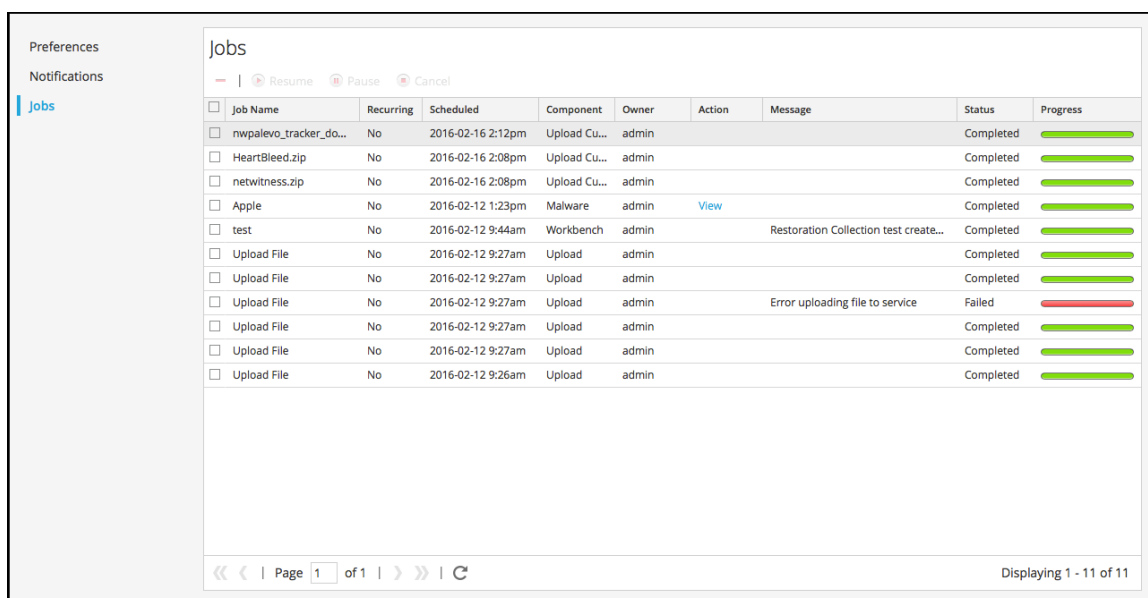 Preferences
Notifications
Jobs
Jobs
Resume Pause Cancel
Job Name Recurring Scheduled Component Owner Action Message Status Progress
nwpalevo_tracker_do... No 2016-02-16 2:12pm Upload Cu... admin Completed
HeartBleed.zip No 2016-02-16 2:08pm Upload Cu... admin Completed
netwitness.zip No 2016-02-16 2:08pm Upload Cu... admin Completed
Apple No 2016-02-12 1:23pm Malware admin View Completed
test No 2016-02-12 9:44am Workbench admin Restoration Collection test create... Completed
Upload File No 2016-02-12 9:27am Upload admin Completed
Upload File No 2016-02-12 9:27am Upload admin Completed
Upload File No 2016-02-12 9:27am Upload admin Error uploading file to service Failed
Upload File No 2016-02-12 9:27am Upload admin Completed
Upload File No 2016-02-12 9:27am Upload admin Completed
Upload File No 2016-02-12 9:26am Upload admin Completed
Page 1 of 1 Displaying 1 - 11 of 11